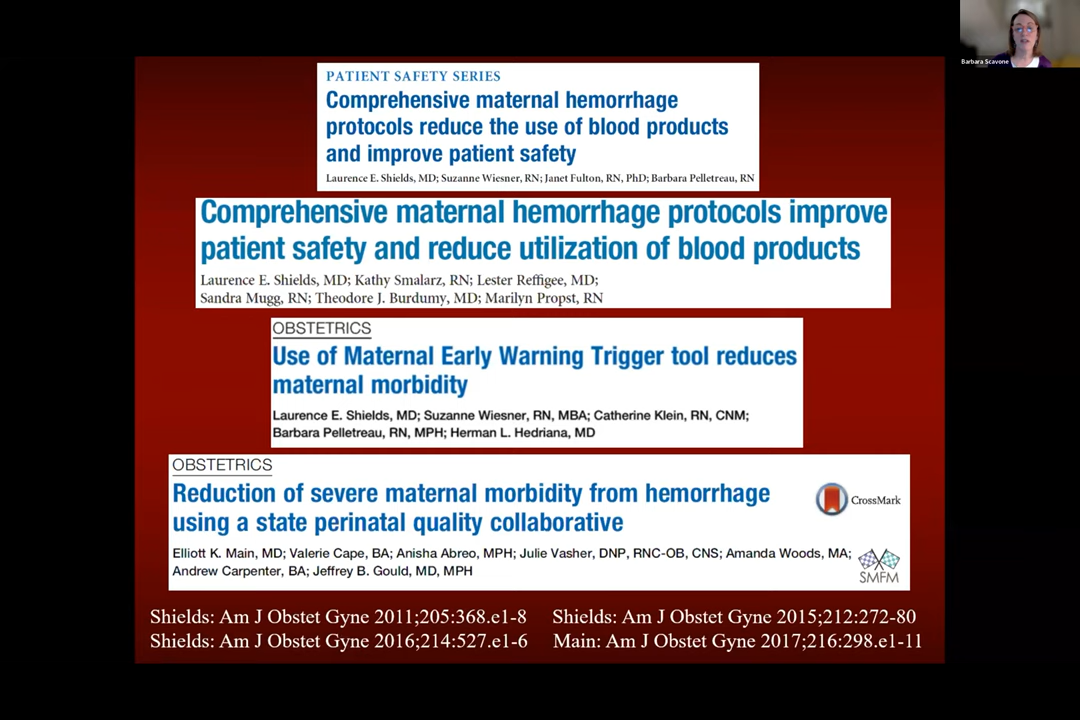 Barbara Scavone
PATIENT SAFETY SERIES
Comprehensive maternal hemorrhage
protocols reduce the use of blood products
and improve patient safety
Laurence E. Shields, MD; Suzanne Wiesner, RN; Janet Fulton, RN, PhD; Barbara Pelletreau, RN
Comprehensive maternal hemorrhage protocols improve
patient safety and reduce utilization of blood products
Laurence E. Shields, MD; Kathy Smalarz, RN; Lester Reffigee, MD;
Sandra Mugg, RN; Theodore J. Burdumy, MD; Marilyn Propst, RN
OBSTETRICS
Use of Maternal Early Warning Trigger tool reduces
maternal morbidity
Laurence E. Shields, MD; Suzanne Wiesner, RN, MBA; Catherine Klein, RN, CNM;
Barbara Pelletreau, RN, MPH; Herman L. Hedriana, MD
OBSTETRICS
Reduction of severe maternal morbidity from hemorrhage
using a state perinatal quality collaborative
CrossMark
Elliott K. Main, MD; Valerie Cape, BA; Anisha Abreo, MPH; Julie Vasher, DNP, RNC-OB, CNS; Amanda Woods, MA;
Andrew Carpenter, BA; Jeffrey B. Gould, MD, MPH
SMFM
Shields: Am J Obstet Gyne 2011;205:368.e1-8 Shields: Am J Obstet Gyne 2015;212:272-80
Shields: Am J Obstet Gyne 2016;214:527.e1-6 Main: Am J Obstet Gyne 2017;216:298.e1-11